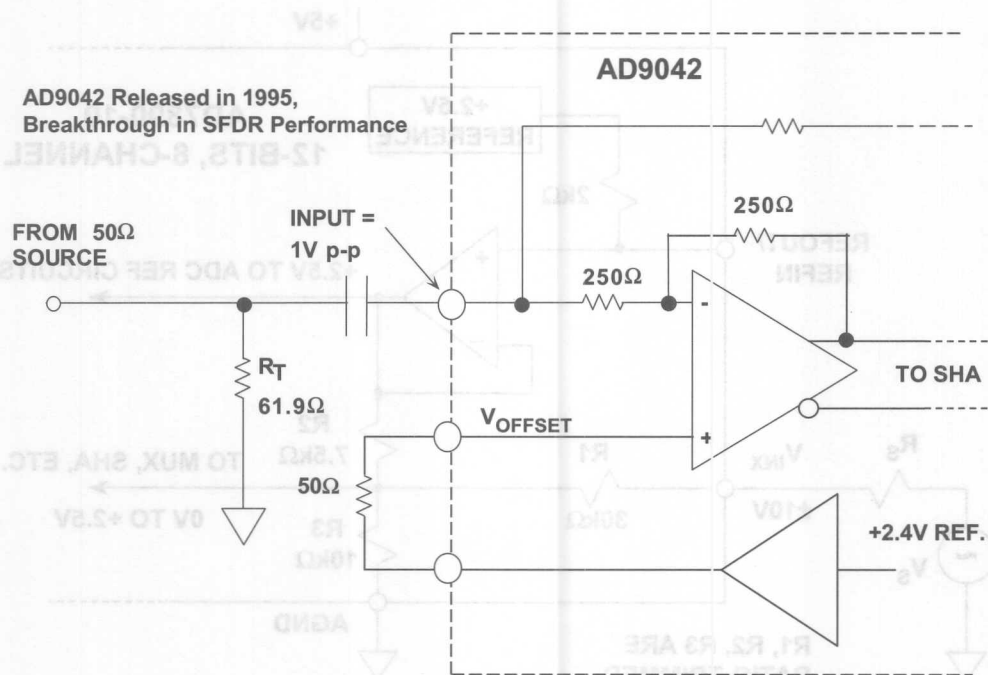 AD9042
AD9042 Released in 1995,
Breakthrough in SFDR Performance
INPUT =
1V p-p
FROM 50Ω
SOURCE
250Ω
250Ω
-
RT
61.9Ω
TO SHA
VOFFSET
+
50Ω
+2.4V REF.